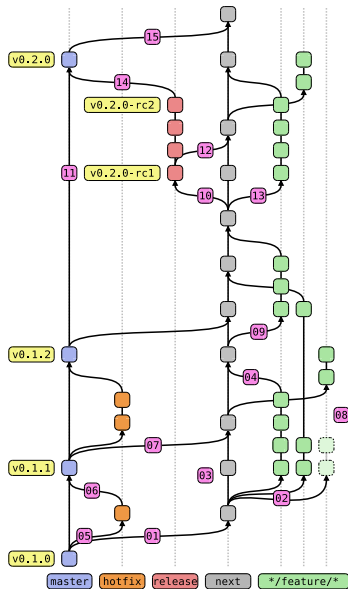 15
v0.2.0
14
v0.2.0-rc2
12
11
v0.2.0-rc1
10
13
09
v0.1.2
04
08
07
v0.1.1
03
06
02
05
01
v0.1.0
master hotfix release next */feature/*